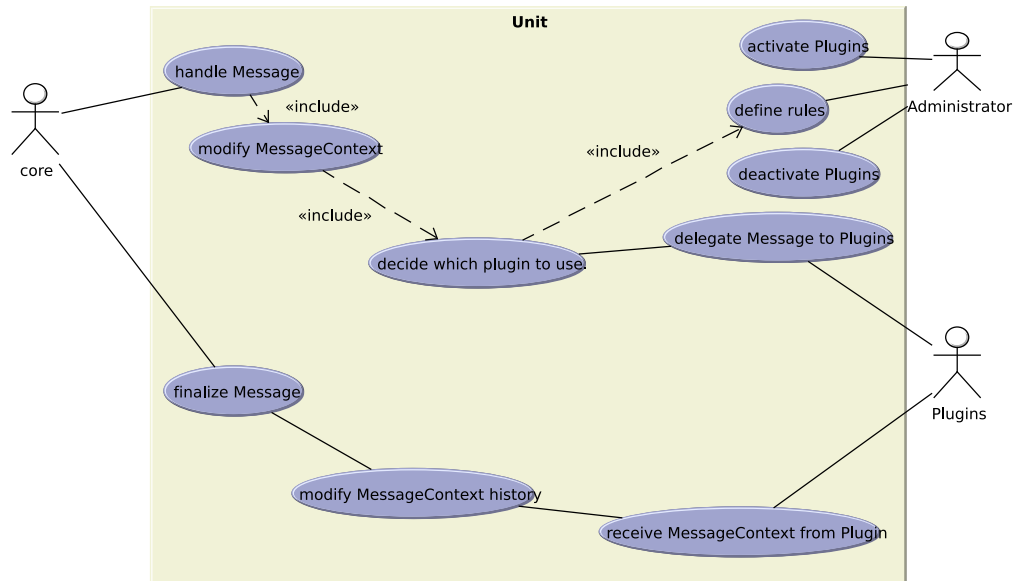 Unit
activate Plugins
handle Message
«include»
define rules
Administrator
modify MessageContext
«include»
core
deactivate Plugins
«include»
delegate Message to Plugins
decide which plugin to use.
finalize Message
Plugins
modify MessageContext history
receive MessageContext from Plugin